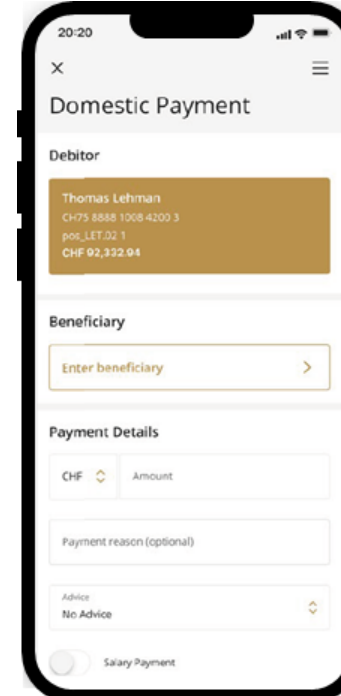 20:20
Domestic Payment
Debitor
Thomas Lehman
CH75 8888 1008 4200 3
pos_LET.02 1
CHF 92,332.94
Beneficiary
Enter beneficiary
Payment Details
CHF Amount
Payment reason (optional)
Advice
No Advice
Salary Payment